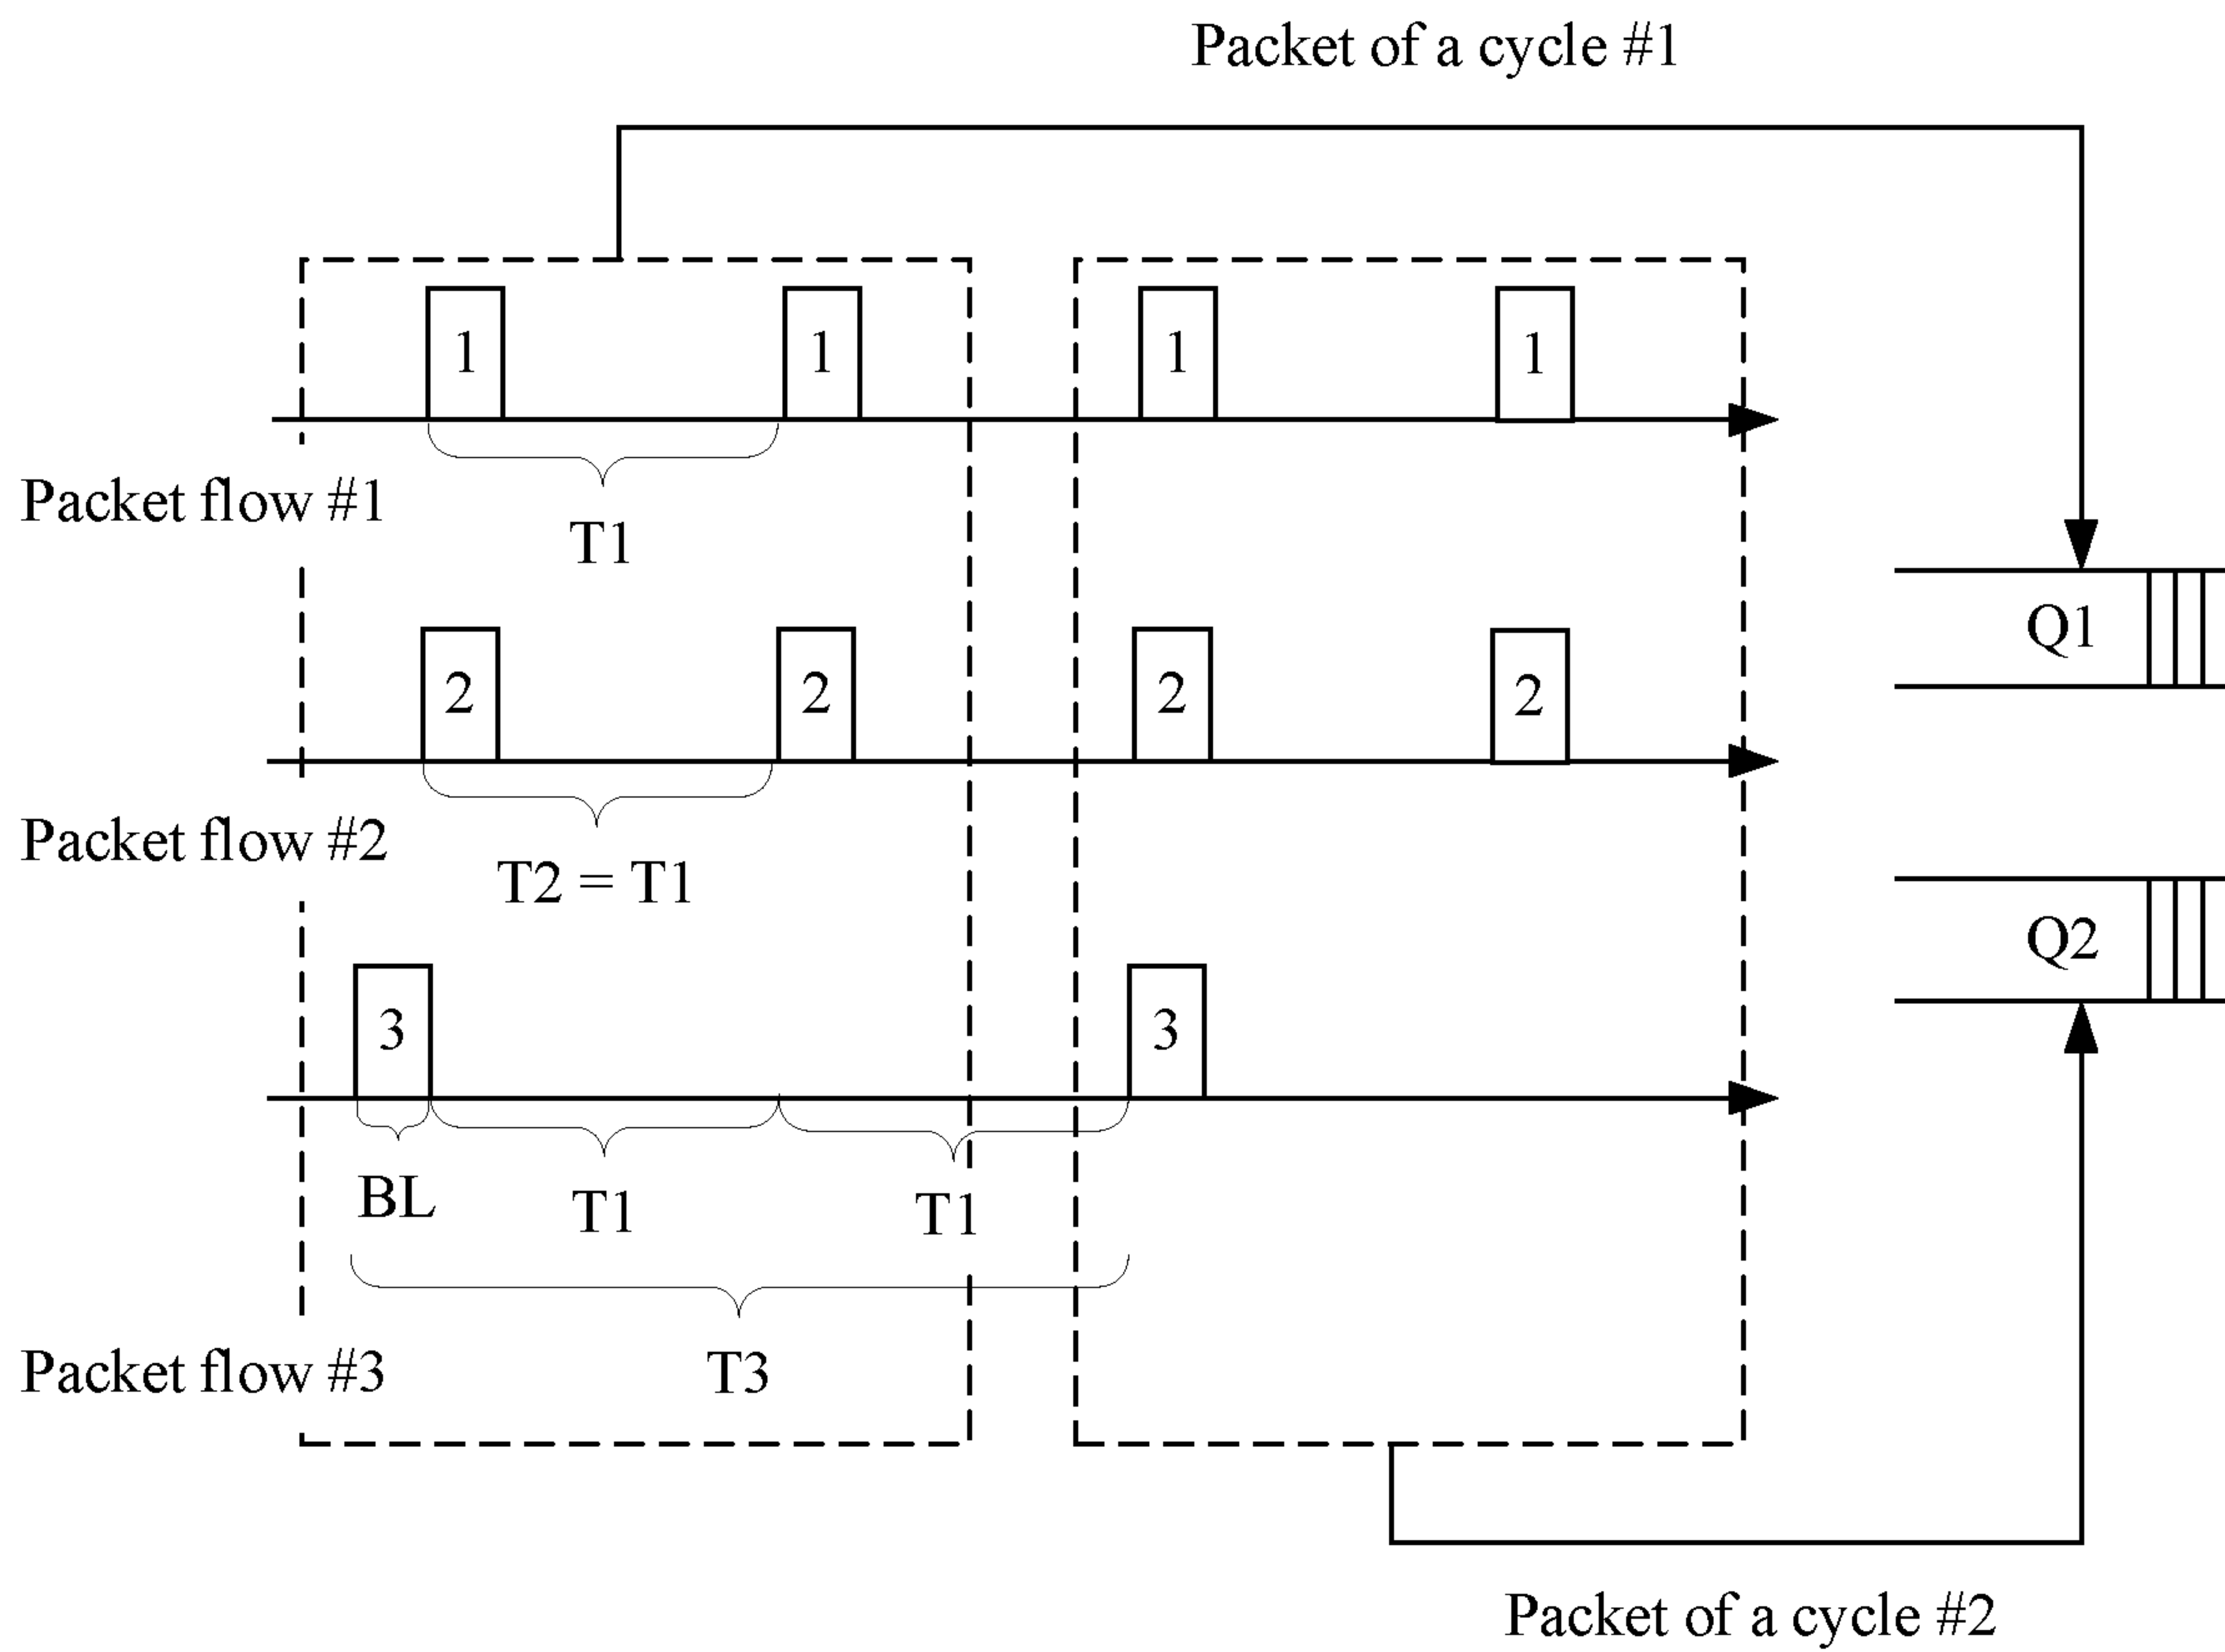 Packet of a cycle #1
1 1 1 1
Packet flow #1
T1
Q1
2 2 2 2
Packet flow #2
T2 = T1
Q2
3 3
BL T1 T1
Packet flow #3
T3
Packet of a cycle #2